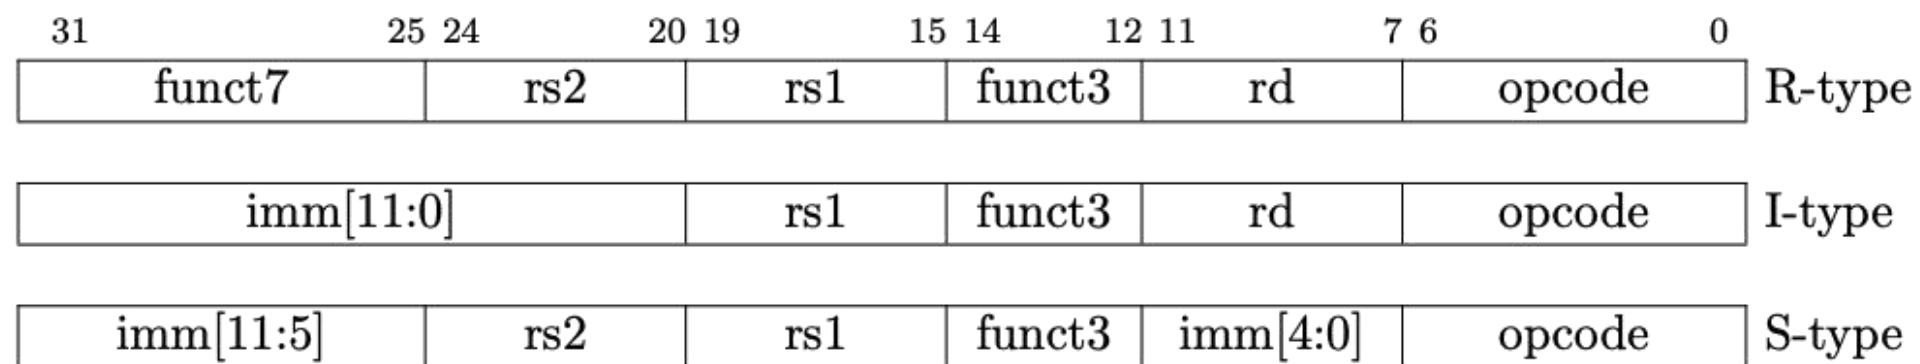 31 25 24 20 19 15 14 12 11 7 6 0
funct7 rs2 rs1 funct3 rd opcode R-type
imm[11:0] rs1 funct3 rd opcode I-type
imm[11:5] rs2 rs1 funct3 imm[4:0] opcode S-type